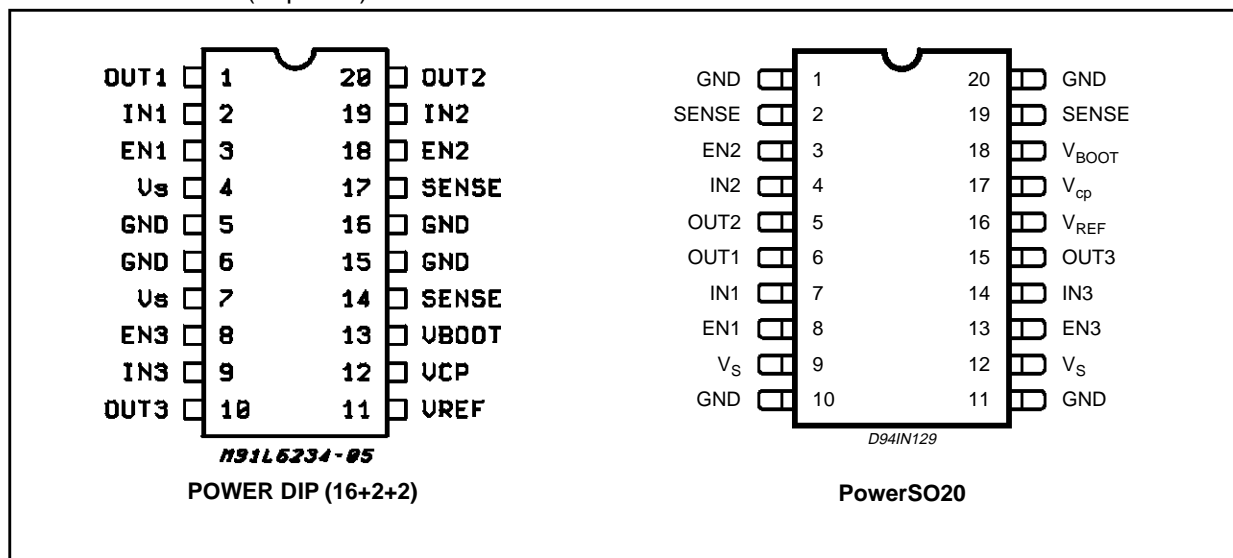 OUT1 1 20 OUT2
IN1 2 19 IN2
EN1 3 18 EN2
Vs 4 17 SENSE
GND 5 16 GND
GND 6 15 GND
Vs 7 14 SENSE
EN3 8 13 VBOOT
IN3 9 12 VCP
OUT3 10 11 VREF
M91L6234-05
POWER DIP (16+2+2)
GND 1 20 GND
SENSE 2 19 SENSE
EN2 3 18 VBOOT
IN2 4 17 Vcp
OUT2 5 16 VREF
OUT1 6 15 OUT3
IN1 7 14 IN3
EN1 8 13 EN3
VS 9 12 VS
GND 10 11 GND
D94IN129
PowerSO20